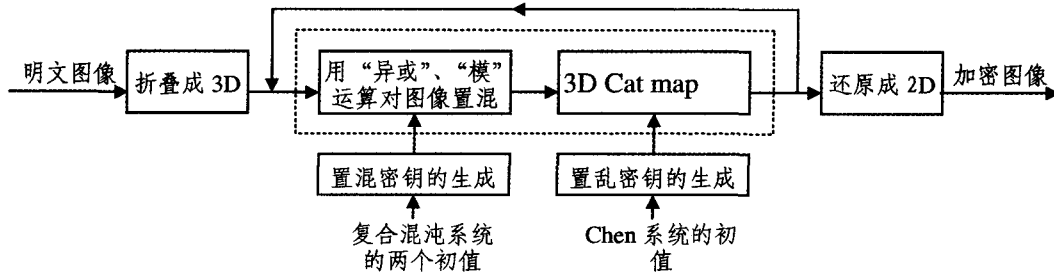 明文图像
折叠成 3D
用“异或”、“模”
运算对图像置混
3D Cat map
还原成 2D
加密图像
置混密钥的生成
置乱密钥的生成
复合混沌系统
的两个初值
Chen 系统的初
值